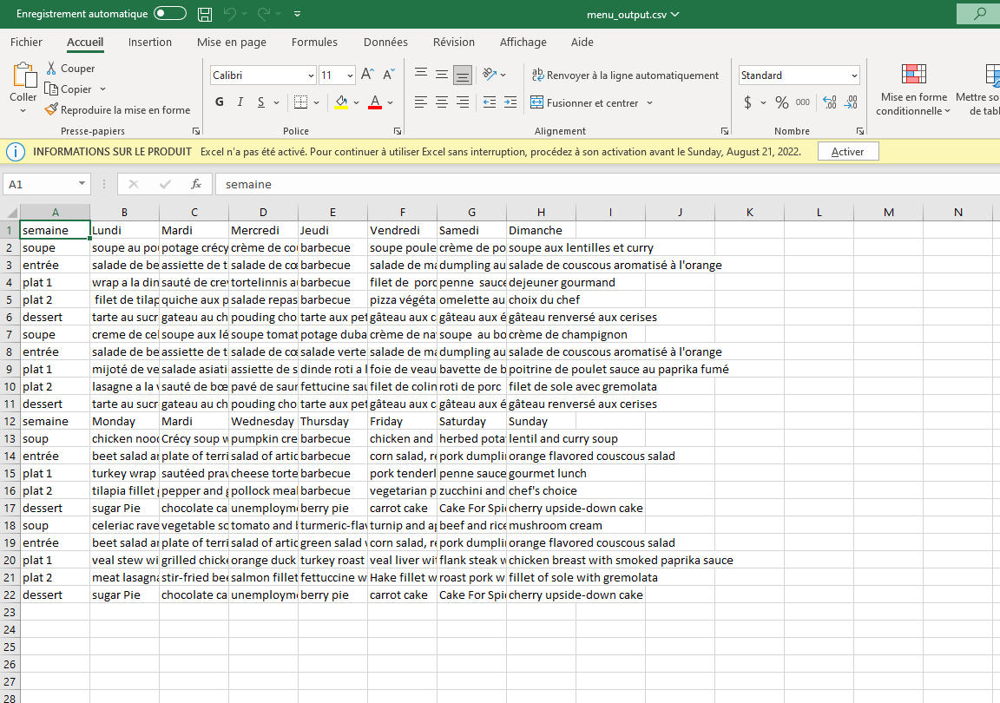 Enregistrement automatique menu_output.csv
Fichier Accueil Insertion Mise en page Formules Données Révision Affichage Aide
Coller Couper Copier Reproduire la mise en forme
Calibri 11
G I S
Renvoyer à la ligne automatiquement
Fusionner et centrer
Standard
$ % 000
Mise en forme conditionnelle
Mettre so
de tabl
Presse-papiers Police Alignement Nombre
INFORMATIONS SUR LE PRODUIT Excel n'a pas été activé. Pour continuer à utiliser Excel sans interruption, procédez à son activation avant le Sunday, August 21, 2022. Activer
A1 fx semaine
A B C D E F G H I J K L M N
1 semaine Lundi Mardi Mercredi Jeudi Vendredi Samedi Dimanche
2 soupe soupe au pou potage crécy crème de cou barbecue soupe poule crème de po soupe aux lentilles et curry
3 entrée salade de be assiette de t salade de cœ barbecue salade de ma dumpling au salade de couscous aromatisé à l'orange
4 plat 1 wrap a la din sauté de crev tortelinnis au barbecue filet de porc penne sauce dejeuner gourmand
5 plat 2 filet de tilap quiche aux p salade repas barbecue pizza végéta omelette au choix du chef
6 dessert tarte au sucr gateau au ch pouding cho tarte aux pet gâteau aux c gâteau aux é gâteau renversé aux cerises
7 soupe creme de cel soupe aux lé soupe tomat potage duba crème de na soupe au bo crème de champignon
8 entrée salade de be assiette de t salade de cœ salade verte salade de ma dumpling au salade de couscous aromatisé à l'orange
9 plat 1 mijoté de ve salade asiati assiette de s dinde roti a l foie de veau bavette de b poitrine de poulet sauce au paprika fumé
10 plat 2 lasagne a la v sauté de bœ pavé de saum fettucine sau filet de colin roti de porc filet de sole avec gremolata
11 dessert tarte au sucr gateau au ch pouding cho tarte aux pet gâteau aux c gâteau aux é gâteau renversé aux cerises
12 semaine Monday Mardi Wednesday Thursday Friday Saturday Sunday
13 soup chicken nood Crécy soup w pumpkin cre barbecue chicken and herbed pota lentil and curry soup
14 entrée beet salad an plate of terri salad of artic barbecue corn salad, re pork dumplin orange flavored couscous salad
15 plat 1 turkey wrap sautéed praw cheese torte barbecue pork tenderl penne sauce gourmet lunch
16 plat 2 tilapia fillet pepper and g pollock meal barbecue vegetarian p zucchini and chef's choice
17 dessert sugar Pie chocolate ca unemployme berry pie carrot cake Cake For Spi cherry upside-down cake
18 soup celeriac rave vegetable so tomato and b turmeric-flav turnip and ap beef and rice mushroom cream
19 entrée beet salad an plate of terri salad of artic green salad corn salad, re pork dumplin orange flavored couscous salad
20 plat 1 veal stew wi grilled chicke orange duck turkey roast veal liver wit flank steak w chicken breast with smoked paprika sauce
21 plat 2 meat lasagna stir-fried bee salmon fillet fettuccine w Hake fillet w roast pork w fillet of sole with gremolata
22 dessert sugar Pie chocolate ca unemployme berry pie carrot cake Cake For Spi cherry upside-down cake
23
24
25
26
27
28